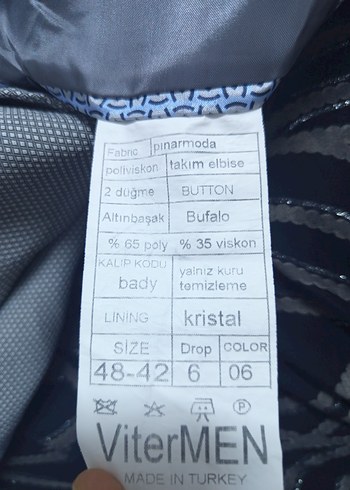 Fabric pınarmoda
poliviskon takım elbise
2 düğme BUTTON
Altınbaşak Bufalo
% 65 poly % 35 viskon
KALIP KODU yalnız kuru
bady temizleme
LINING kristal
SIZE Drop COLOR
48-42 6 06
P
ViterMEN
MADE IN TURKEY